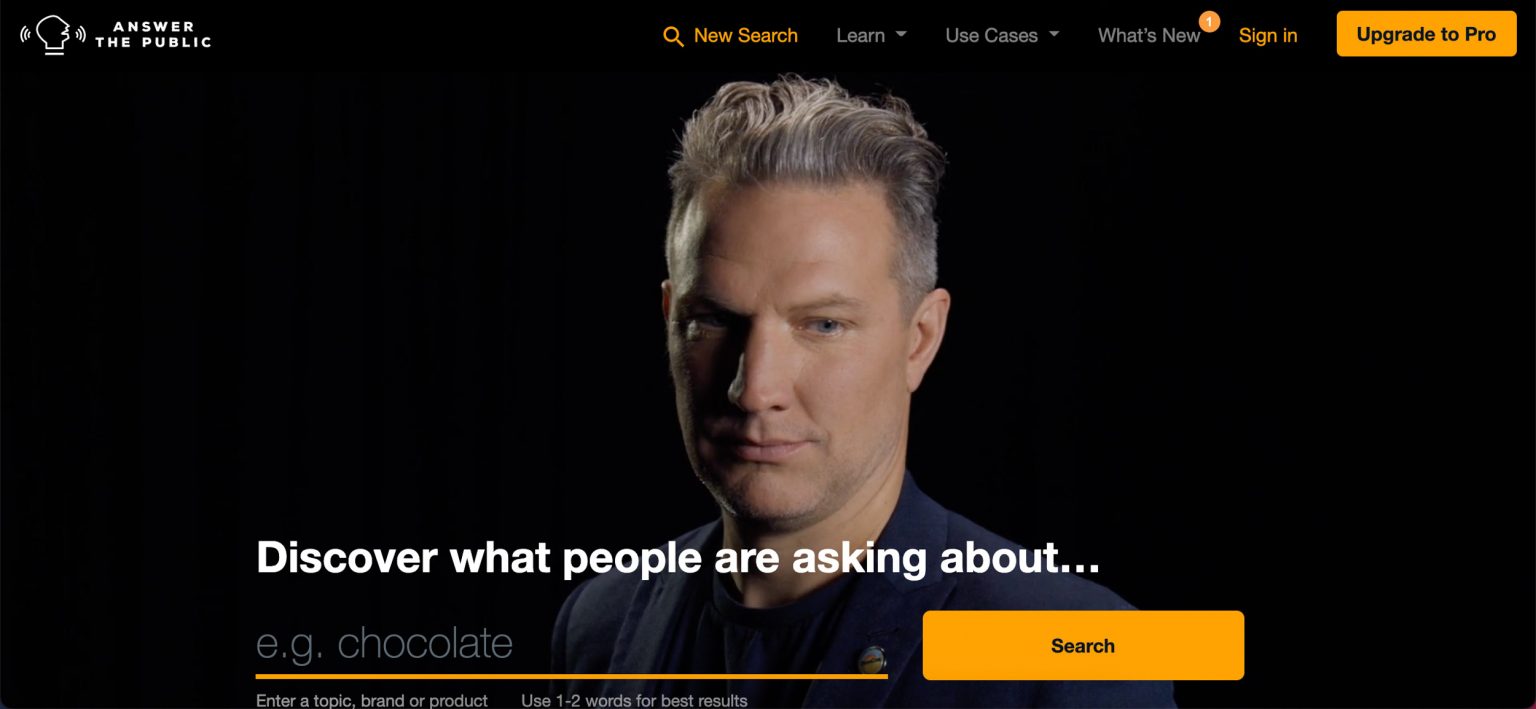 ANSWER
THE PUBLIC
New Search
Learn
Use Cases
What's New
1
Sign in
Upgrade to Pro
Discover what people are asking about...
e.g. chocolate
Search
Enter a topic, brand or product
Use 1-2 words for best results